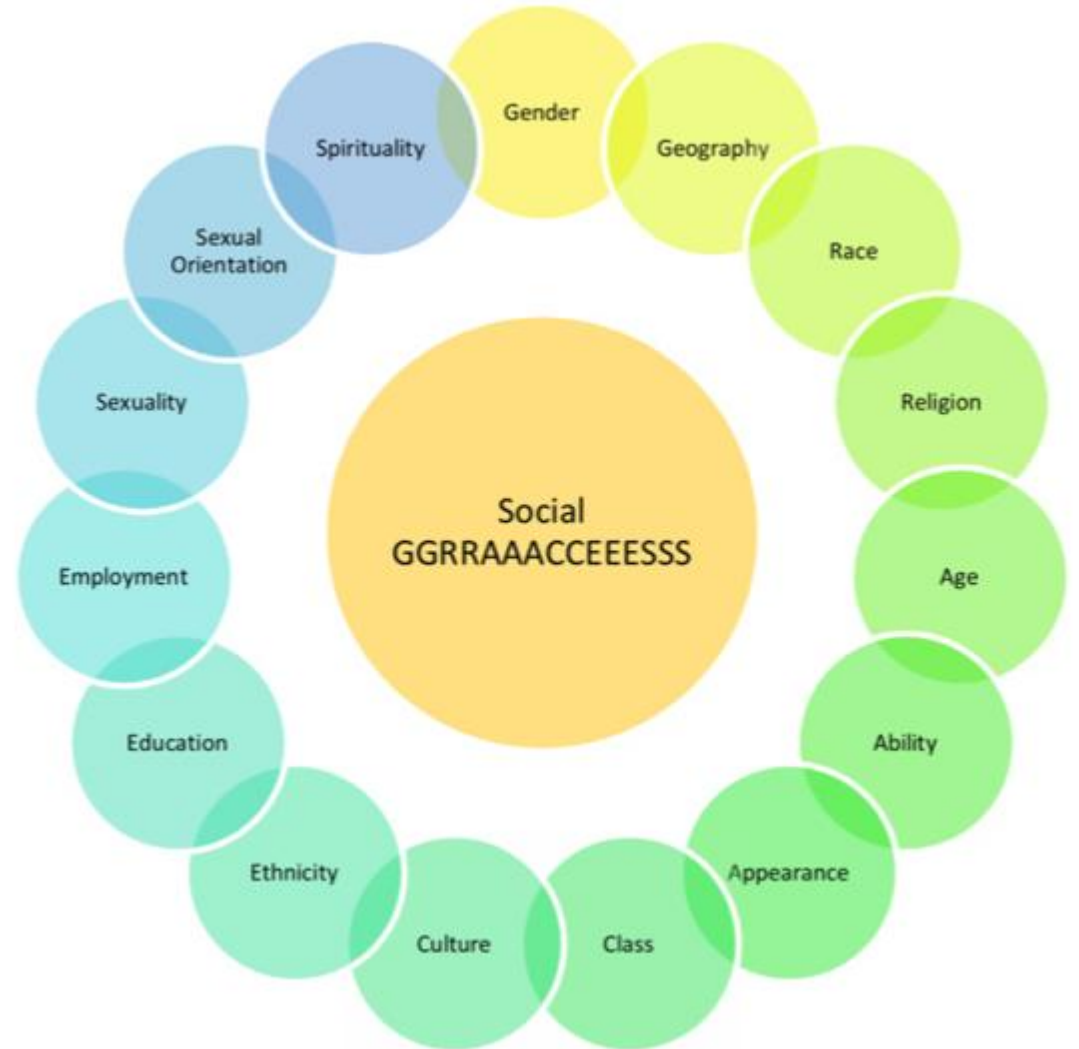 Gender
Geography
Race
Religion
Age
Ability
Appearance
Class
Culture
Ethnicity
Education
Employment
Sexuality
Sexual
Orientation
Spirituality
Social
GGRRAAACCEEESSS